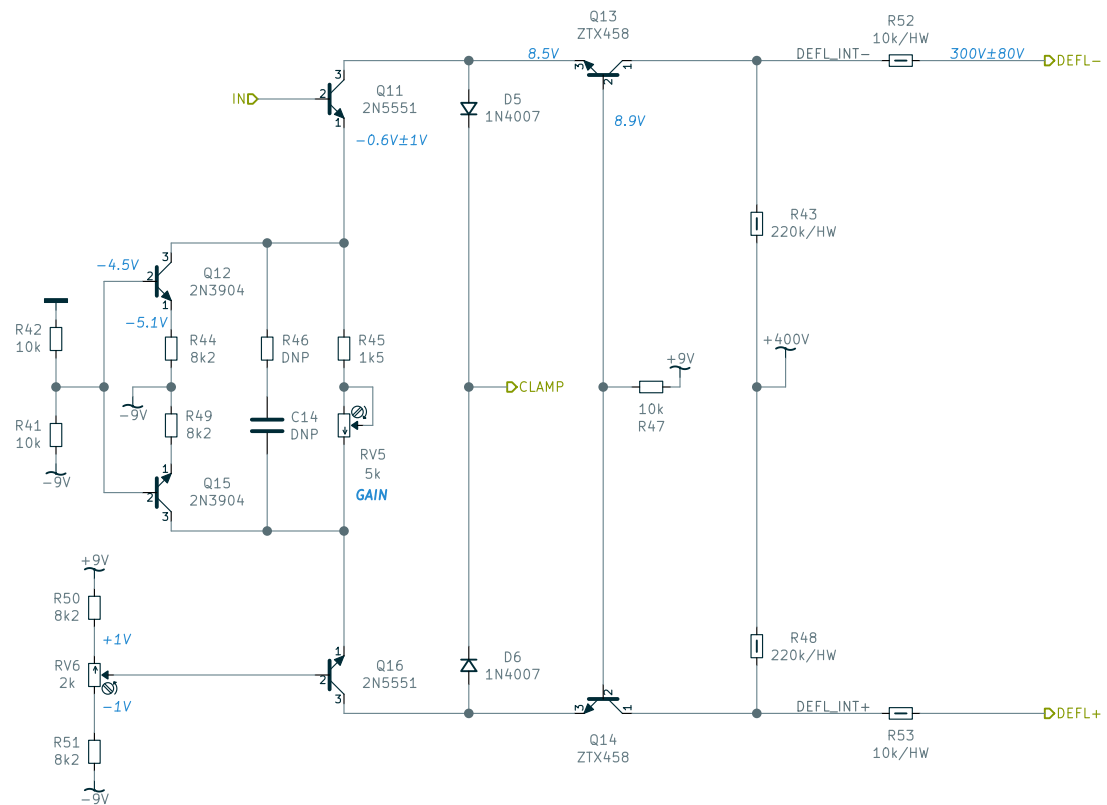 Q13
ZTX458
R52
10k/HW
8.5V
DEFL_INT-
300V±80V
DEFL-
3
1
2
3
IN
2
Q11
2N5551
D5
1N4007
1
8.9V
-0.6V±1V
R43
220k/HW
3
-4.5V
2
Q12
2N3904
1
-5.1V
R42
10k
R44
8k2
R46
DNP
R45
1k5
+400V
+9V
CLAMP
-9V
10k
R47
R41
10k
R49
8k2
C14
DNP
RV5
5k
GAIN
-9V
1
2
Q15
2N3904
3
+9V
R50
8k2
+1V
RV6
2k
-1V
1
2
Q16
2N5551
3
D6
1N4007
R48
220k/HW
2
3
1
DEFL_INT+
DEFL+
Q14
ZTX458
R53
10k/HW
R51
8k2
-9V